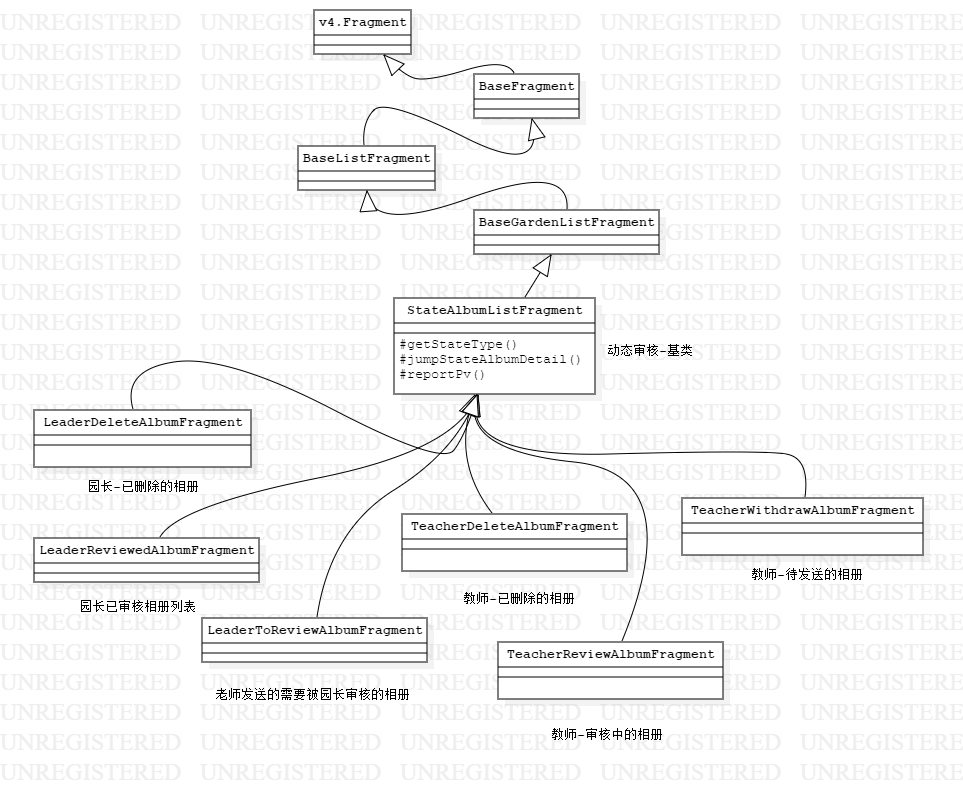 v4.Fragment
BaseFragment
BaseListFragment
BaseGardenListFragment
StateAlbumListFragment
#getStateType()
#jumpStateAlbumDetail()
#reportPv()
动态审核-基类
LeaderDeleteAlbumFragment
园长-已删除的相册
LeaderReviewedAlbumFragment
园长已审核相册列表
TeacherDeleteAlbumFragment
教师-已删除的相册
TeacherWithdrawAlbumFragment
教师-待发送的相册
LeaderToReviewAlbumFragment
老师发送的需要被园长审核的相册
TeacherReviewAlbumFragment
教师-审核中的相册
UNREGISTERED